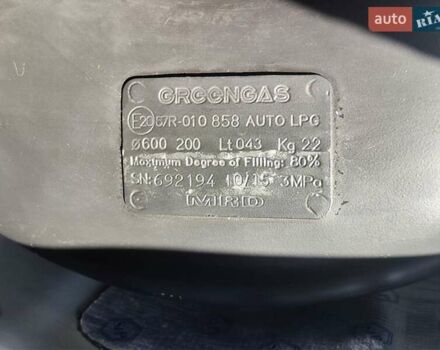 auto RIA
GREENGAS
E20 67R-010 858 AUTO LPG
Ø600 200 Lt 043 Kg 22
Maximum Degree of Filling: 80%
SN: 692194 10/15 3MPa